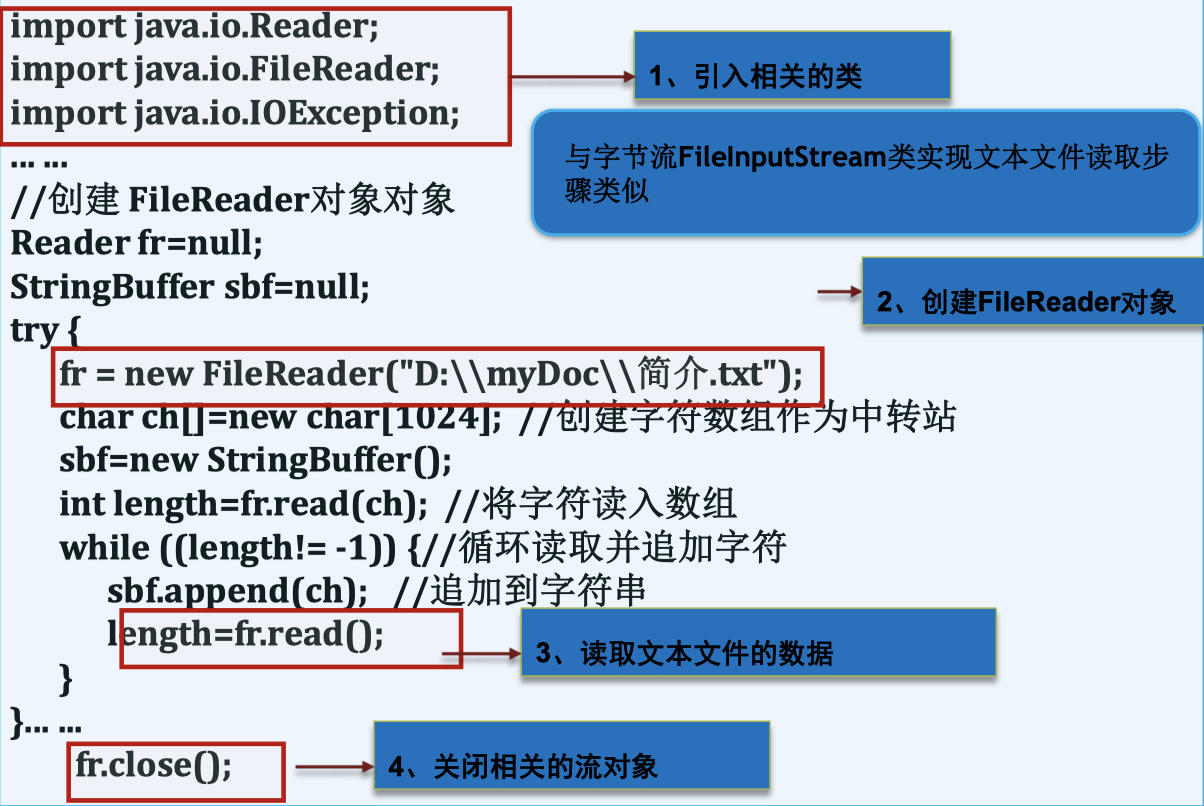 import java.io.Reader;
import java.io.FileReader;
import java.io.IOException;
1、引入相关的类
与字节流FileInputStream类实现文本文件读取步
骤类似
... ...
//创建 FileReader对象对象
Reader fr=null;
StringBuffer sbf=null;
2、创建FileReader对象
try {
fr = new FileReader("D:\\myDoc\\简介.txt");
char ch[]=new char[1024]; //创建字符数组作为中转站
sbf=new StringBuffer();
int length=fr.read(ch); //将字符读入数组
while ((length!= -1)) {//循环读取并追加字符
sbf.append(ch); //追加到字符串
length=fr.read();
3、读取文本文件的数据
}
}... ...
fr.close();
4、关闭相关的流对象